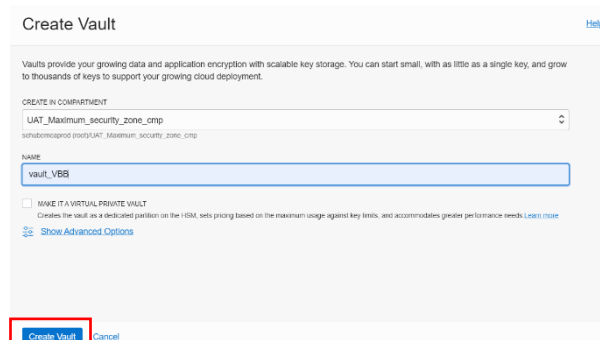 Create Vault
Help
Vaults provide your growing data and application encryption with scalable key storage. You can start small, with as little as a single key, and grow
to thousands of keys to support your growing cloud deployment.
CREATE IN COMPARTMENT
UAT_Maximum_security_zone_cmp
(root)/UAT_Maximum_security_zone_cmp
NAME
vault_VBB
MAKE IT A VIRTUAL PRIVATE VAULT
Creates the vault as a dedicated partition on the HSM, sets pricing based on the maximum usage against key limits, and accommodates greater performance needs Learn more
Show Advanced Options
Create Vault Cancel